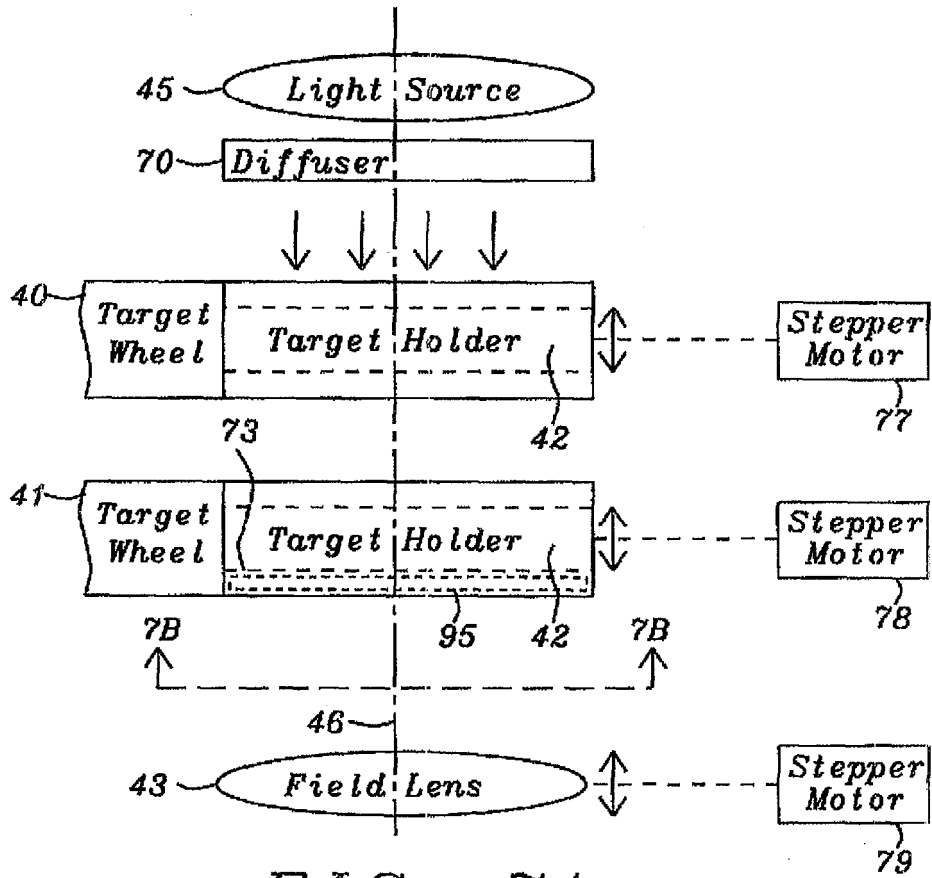 45 Light Source
70 Diffuser
40 Target Wheel
Target Holder
Stepper Motor
77
42
73
41 Target Wheel
Target Holder
Stepper Motor
78
95
42
7B
7B
46
43 Field Lens
Stepper Motor
79